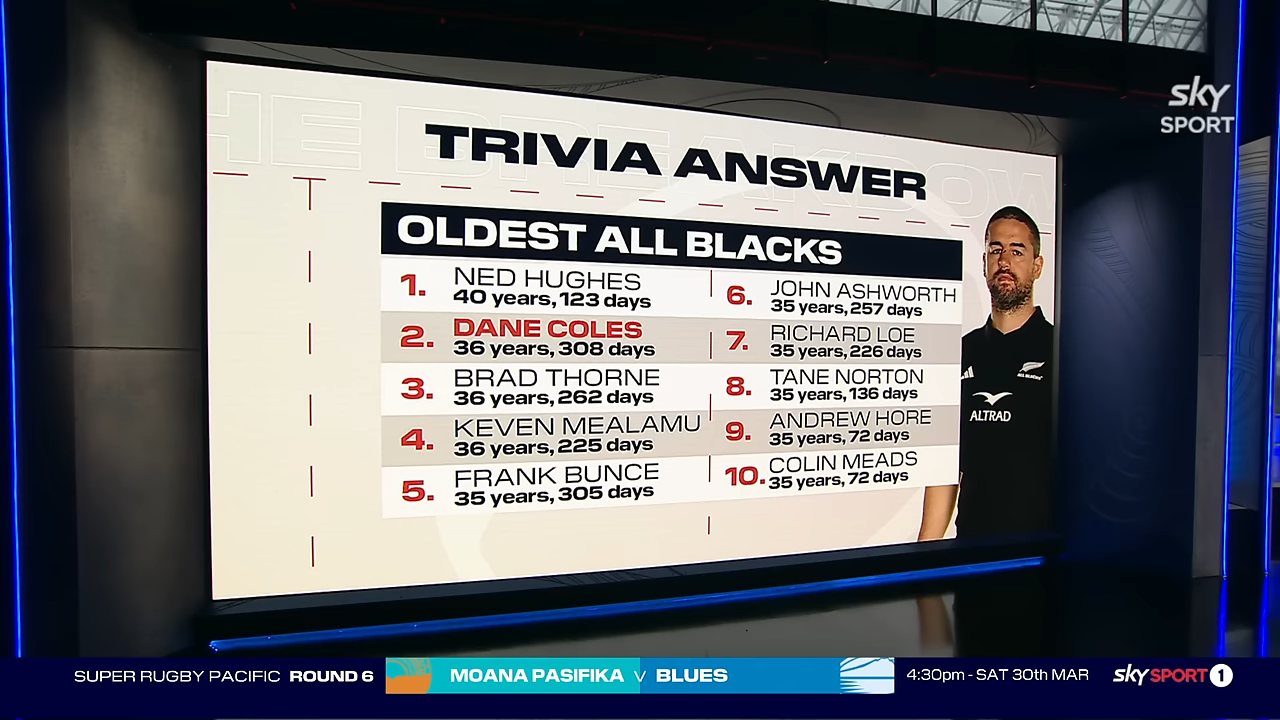 sky
SPORT
THE BREAKDOWN
TRIVIA ANSWER
OLDEST ALL BLACKS
1. NED HUGHES
40 years, 123 days
2. DANE COLES
36 years, 308 days
3. BRAD THORNE
36 years, 262 days
4. KEVEN MEALAMU
36 years, 225 days
5. FRANK BUNCE
35 years, 305 days
6. JOHN ASHWORTH
35 years, 257 days
7. RICHARD LOE
35 years, 226 days
8. TANE NORTON
35 years, 136 days
9. ANDREW HORE
35 years, 72 days
10. COLIN MEADS
35 years, 72 days
ALL BLACKS
ALTRAD
SUPER RUGBY PACIFIC ROUND 6 MOANA PASIFIKA V BLUES 4:30pm - SAT 30th MAR sky SPORT 1